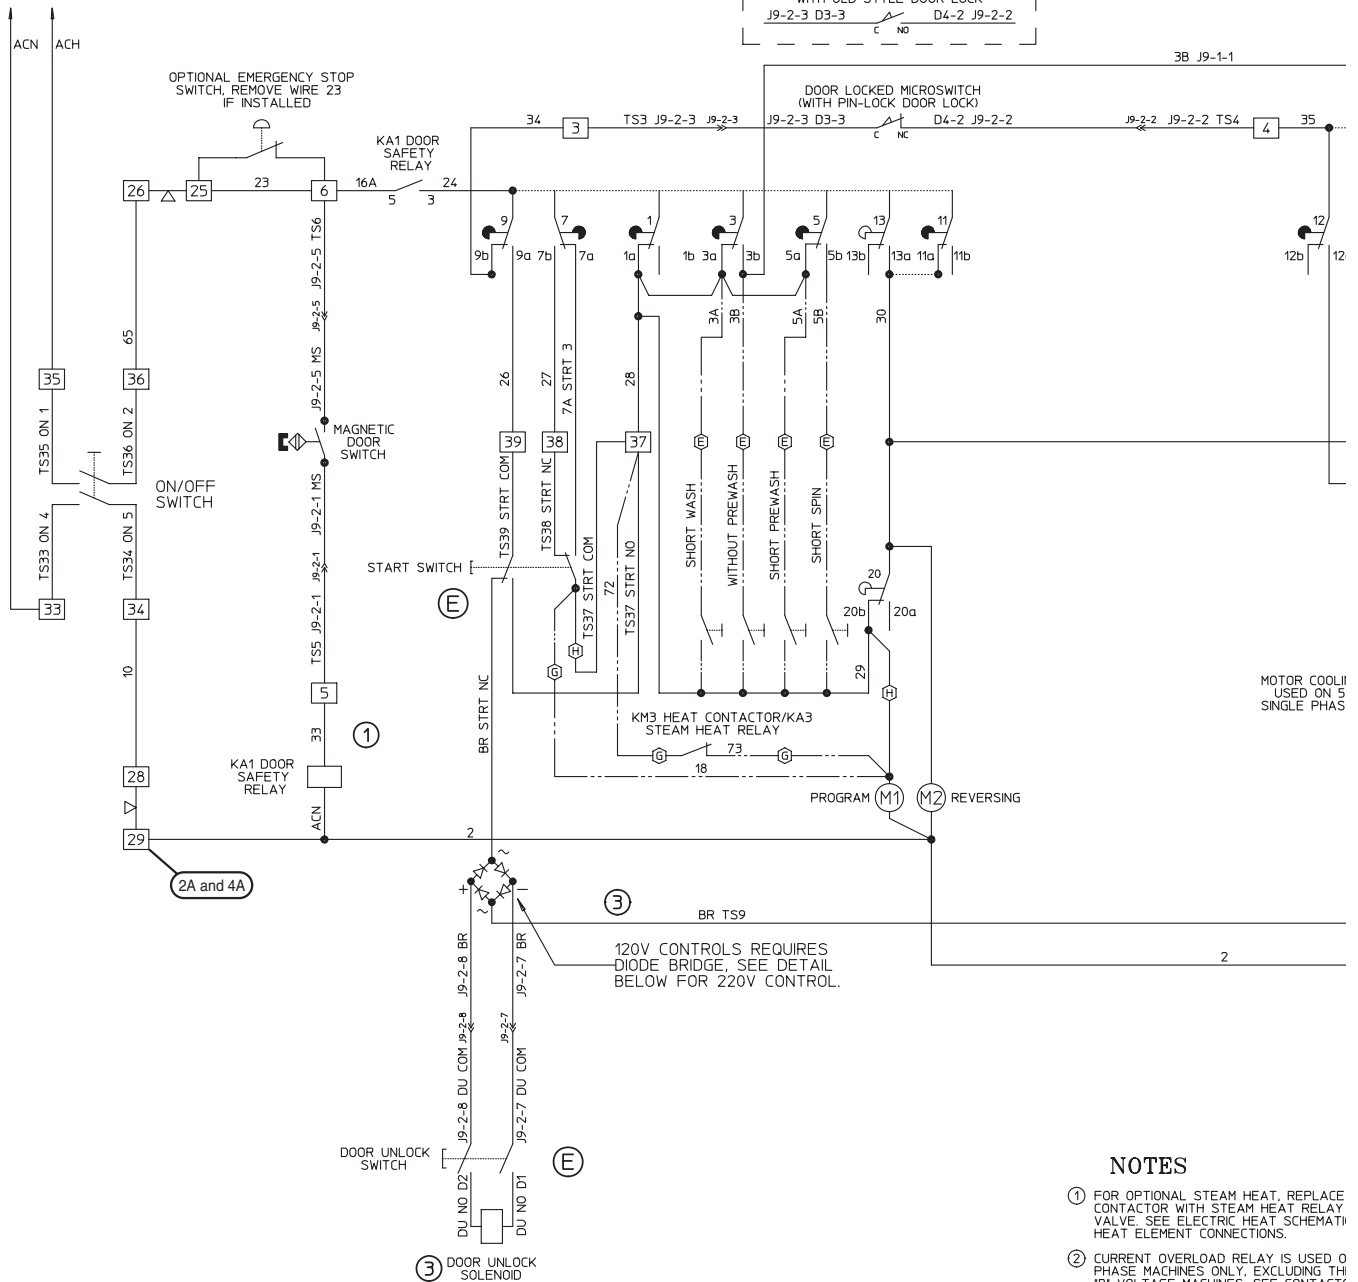 WITH OLD STYLE DOOR LOCK
J9-2-3 D3-3
D4-2 J9-2-2
C NO
ACN
ACH
3B J9-1-1
OPTIONAL EMERGENCY STOP
SWITCH, REMOVE WIRE 23
IF INSTALLED
DOOR LOCKED MICROSWITCH
(WITH PIN-LOCK DOOR LOCK)
34
3
TS3 J9-2-3
J9-2-3
J9-2-3 D3-3
C NC
D4-2 J9-2-2
J9-2-2
J9-2-2 TS4
4
35
KA1 DOOR
SAFETY
RELAY
26
25
23
6
16A
5
3
24
9
7
1
3
5
13
11
12
9b
9a
7b
7a
1a
1b
3a
3b
5a
5b
13b
13a
11a
11b
12b
65
J9-2-5 TS6
J9-2-5
J9-2-5 MS
3A
3B
5A
5B
30
35
36
26
27
7A STRT 3
28
TS35 ON 1
TS36 ON 2
MAGNETIC
DOOR
SWITCH
39
38
37
E
E
E
E
ON/OFF
SWITCH
TS33 ON 4
TS34 ON 5
J9-2-1 MS
J9-2-1
TS5 J9-2-1
TS39 STRT COM
TS38 STRT NC
TS37 STRT COM
72
TS37 STRT NO
SHORT WASH
WITHOUT PREWASH
SHORT PREWASH
SHORT SPIN
START SWITCH
E
20
20b
20a
33
34
10
5
33
1
G
H
29
H
MOTOR COOLI
USED ON 5
SINGLE PHAS
BR STRT NC
KM3 HEAT CONTACTOR/KA3
STEAM HEAT RELAY
G
73
G
18
KA1 DOOR
SAFETY
RELAY
28
ACN
PROGRAM
M1
M2
REVERSING
29
2
2A and 4A
~
+
−
~
3
BR TS9
120V CONTROLS REQUIRES
DIODE BRIDGE, SEE DETAIL
BELOW FOR 220V CONTROL.
2
J9-2-8 BR
J9-2-7 BR
J9-2-8
J9-2-7
J9-2-8 DU COM
J9-2-7 DU COM
DOOR UNLOCK
SWITCH
E
DU NO D2
DU NO D1
3
DOOR UNLOCK
SOLENOID
NOTES
1 FOR OPTIONAL STEAM HEAT, REPLACE
CONTACTOR WITH STEAM HEAT RELAY
VALVE. SEE ELECTRIC HEAT SCHEMATI
HEAT ELEMENT CONNECTIONS.
2 CURRENT OVERLOAD RELAY IS USED O
PHASE MACHINES ONLY, EXCLUDING TH